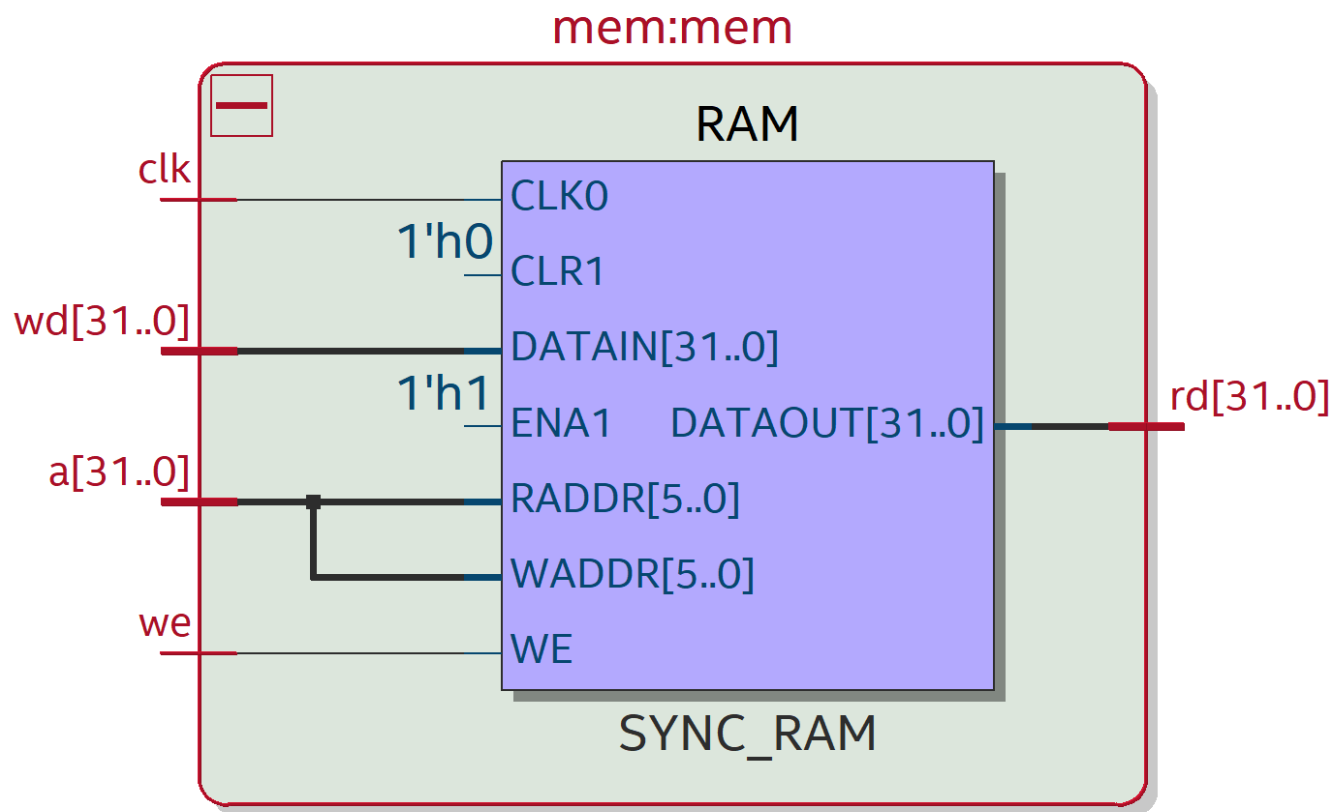 mem:mem
RAM
clk
CLK0
1'h0
CLR1
wd[31..0]
DATAIN[31..0]
1'h1
ENA1
DATAOUT[31..0]
rd[31..0]
a[31..0]
RADDR[5..0]
WADDR[5..0]
we
WE
SYNC_RAM